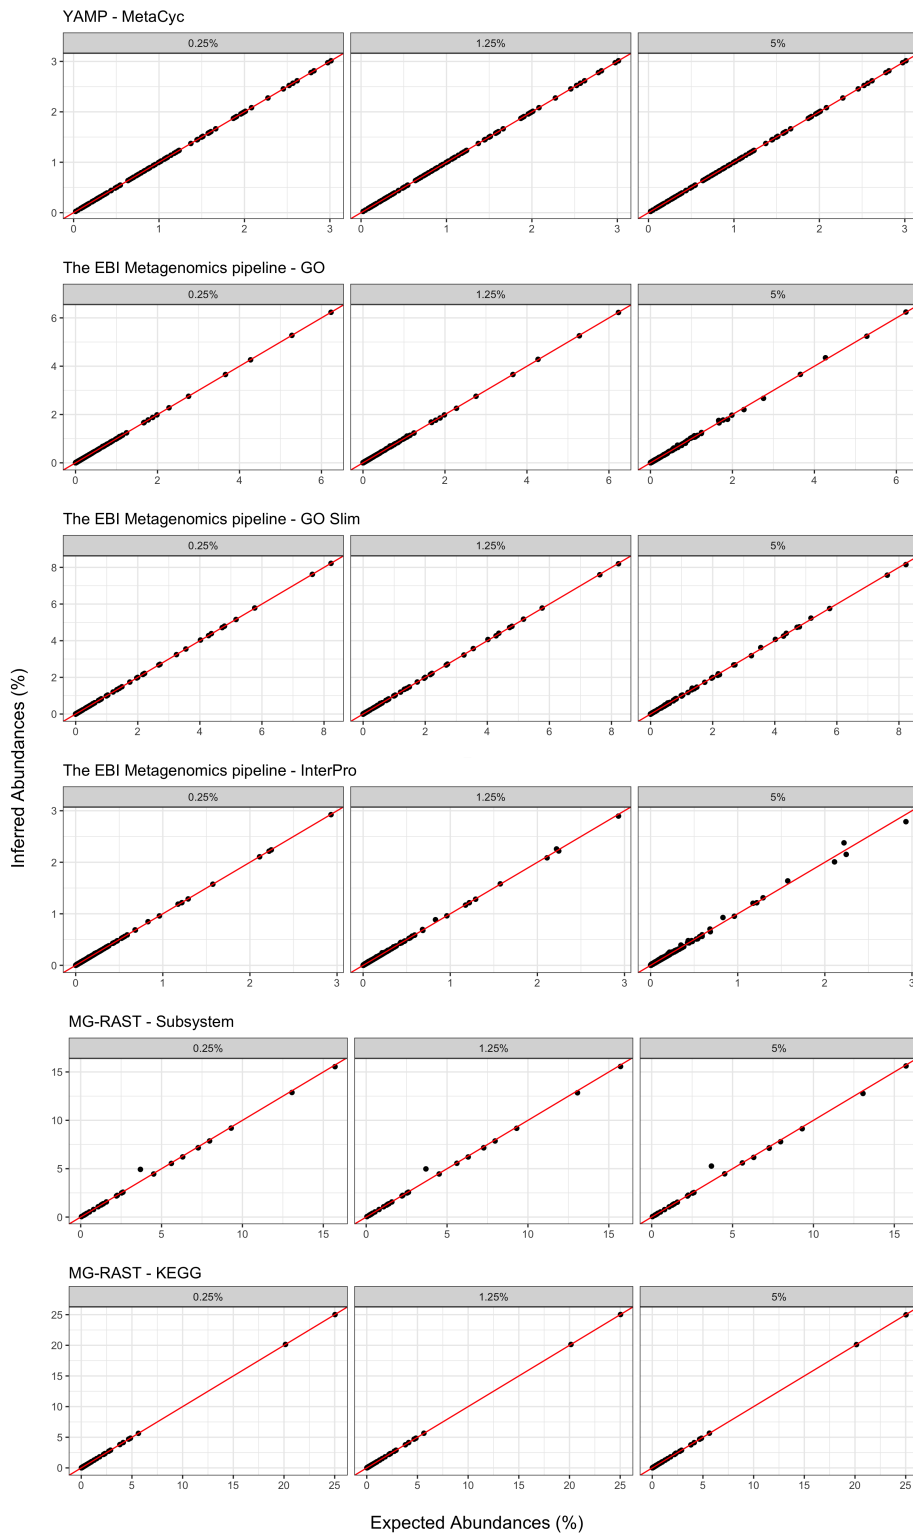 YAMP - MetaCyc
0.25% 1.25% 5%
3
2
1
0
0 1 2 3 0 1 2 3 0 1 2 3
The EBI Metagenomics pipeline - GO
0.25% 1.25% 5%
6
4
2
0
0 2 4 6 0 2 4 6 0 2 4 6
The EBI Metagenomics pipeline - GO Slim
0.25% 1.25% 5%
8
6
4
2
0
0 2 4 6 8 0 2 4 6 8 0 2 4 6 8
Inferred Abundances (%)
The EBI Metagenomics pipeline - InterPro
0.25% 1.25% 5%
3
2
1
0
0 1 2 3 0 1 2 3 0 1 2 3
MG-RAST - Subsystem
0.25% 1.25% 5%
15
10
5
0
0 5 10 15 0 5 10 15 0 5 10 15
MG-RAST - KEGG
0.25% 1.25% 5%
25
20
15
10
5
0
0 5 10 15 20 25 0 5 10 15 20 25 0 5 10 15 20 25
Expected Abundances (%)